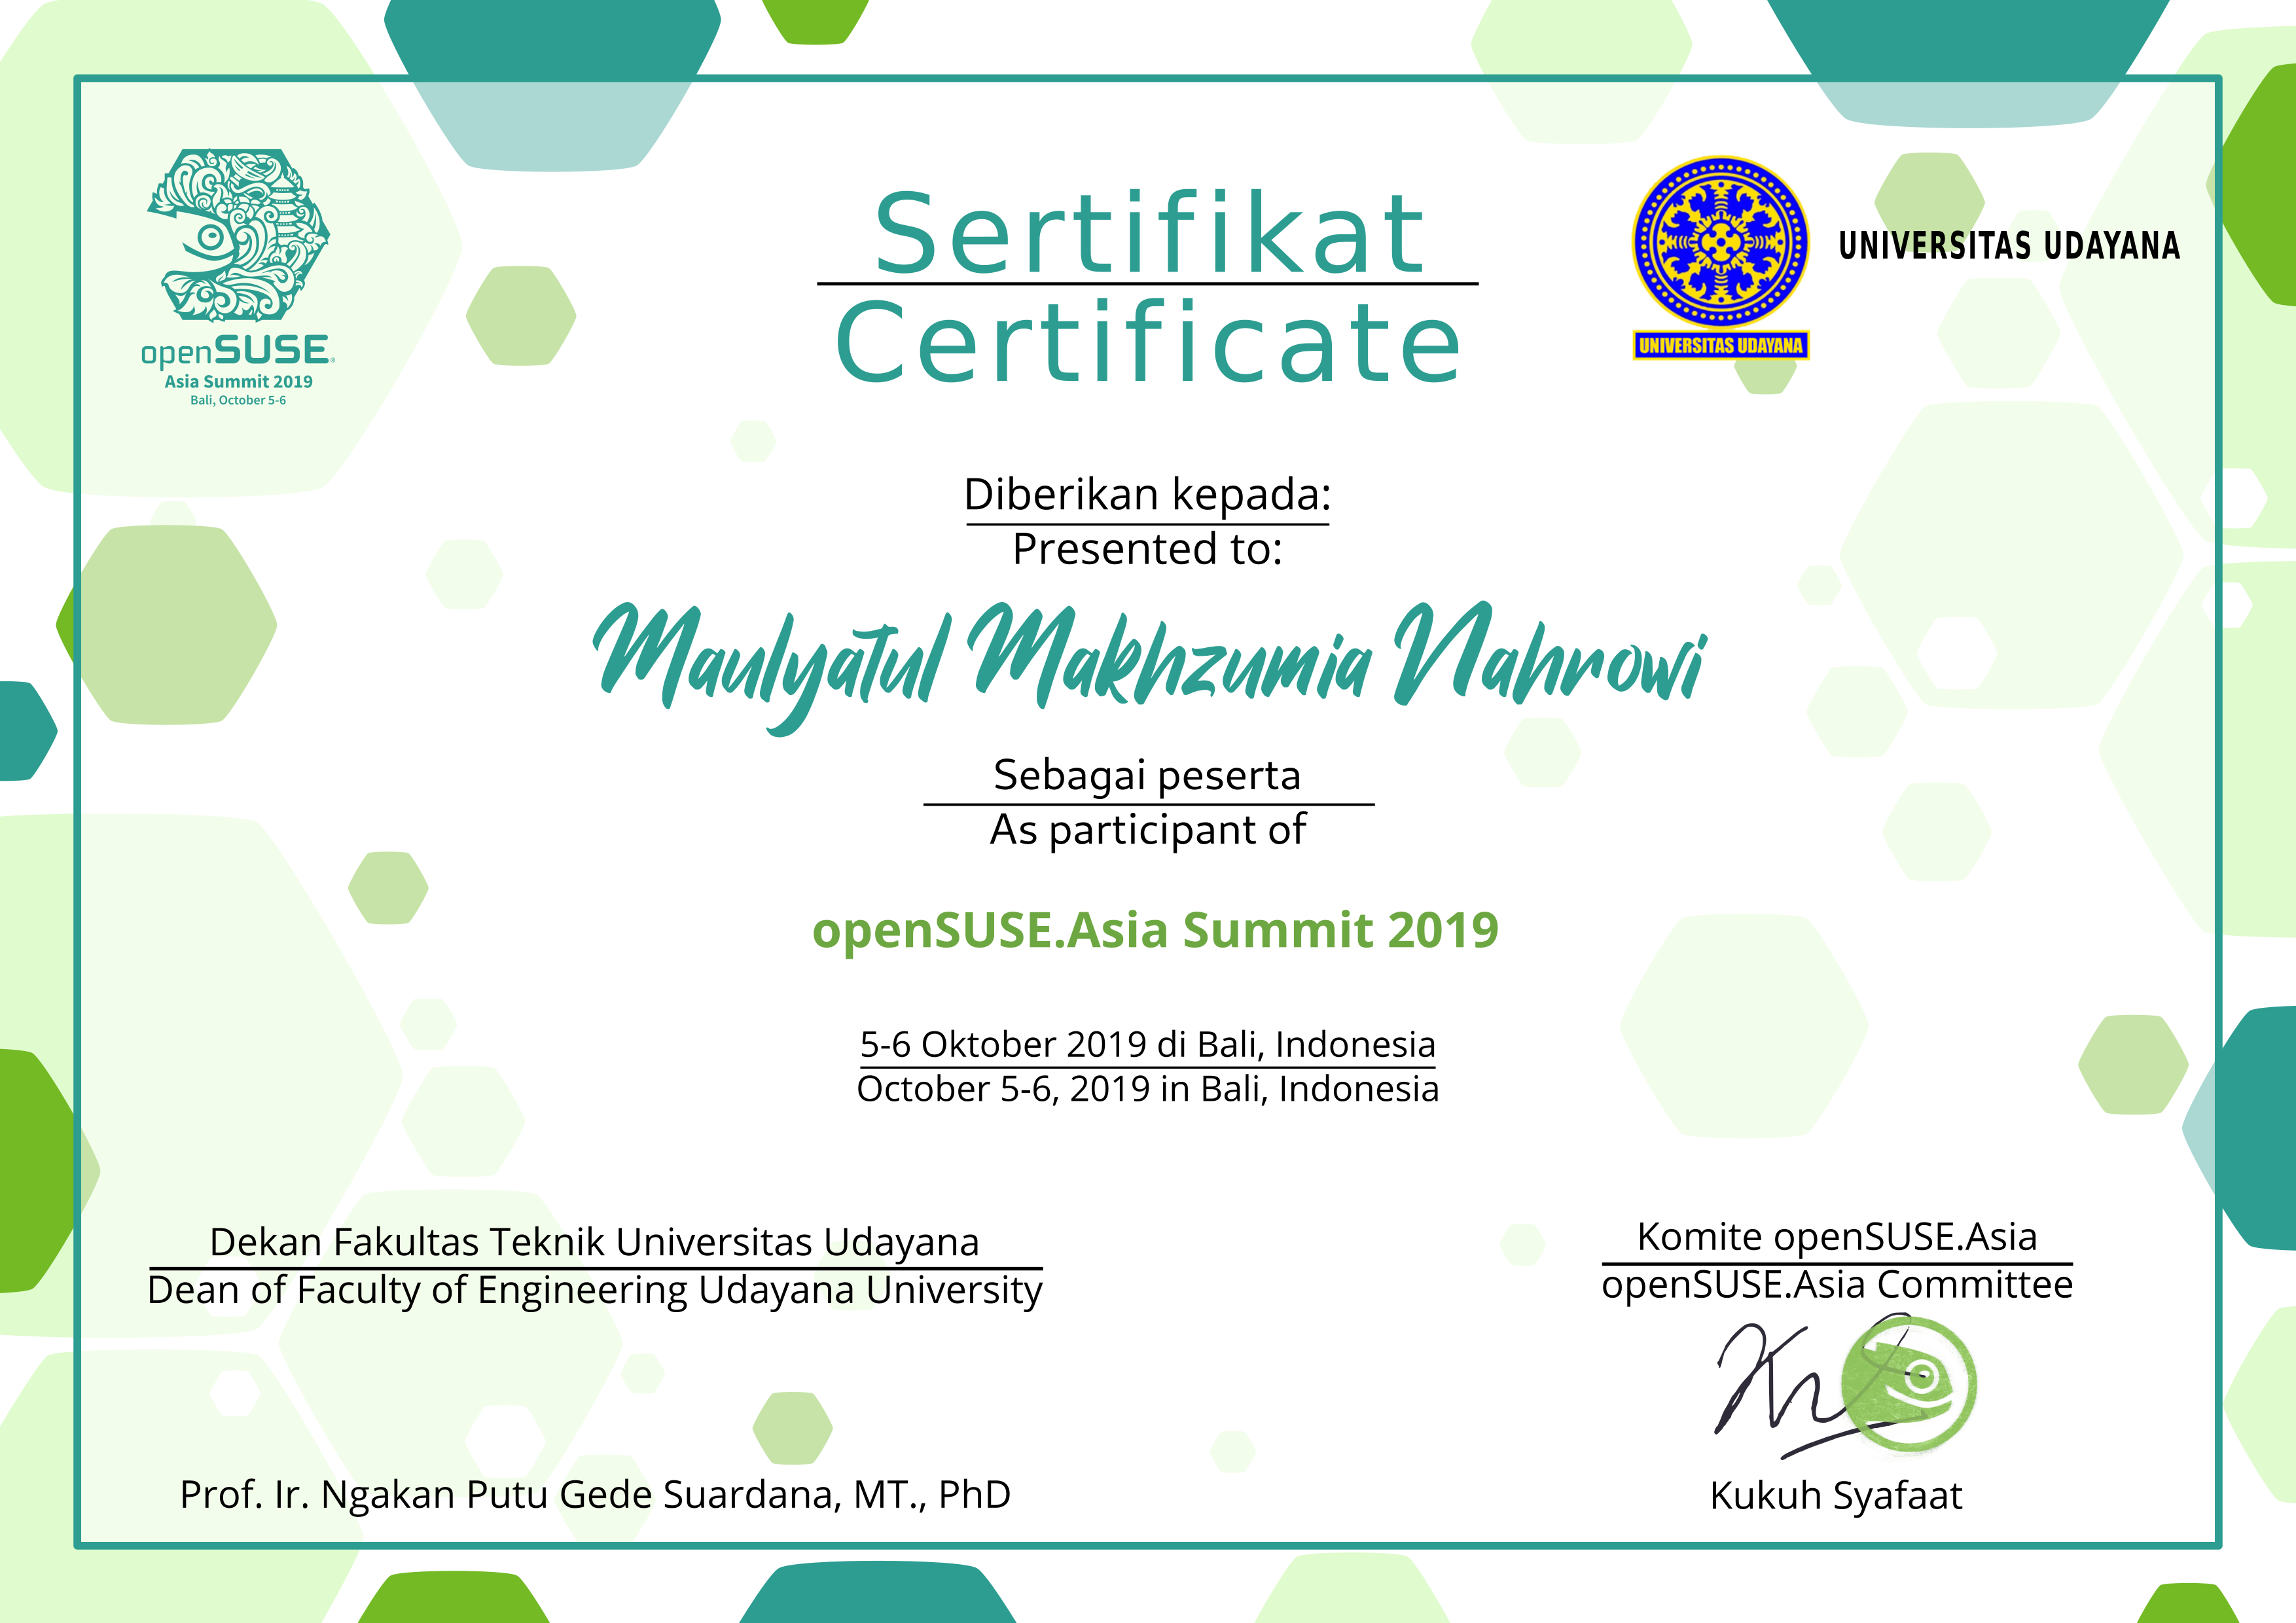 openSUSE
Asia Summit 2019
Bali, October 5-6
Sertifikat
Certificate
UNIVERSITAS UDAYANA
UNIVERSITAS UDAYANA
Diberikan kepada:
Presented to:
Maulyatul Makhzumia Nahrowi
Sebagai peserta
As participant of
openSUSE.Asia Summit 2019
5-6 Oktober 2019 di Bali, Indonesia
October 5-6, 2019 in Bali, Indonesia
Dekan Fakultas Teknik Universitas Udayana
Dean of Faculty of Engineering Udayana University
Prof. Ir. Ngakan Putu Gede Suardana, MT., PhD
Komite openSUSE.Asia
openSUSE.Asia Committee
Kukuh Syafaat